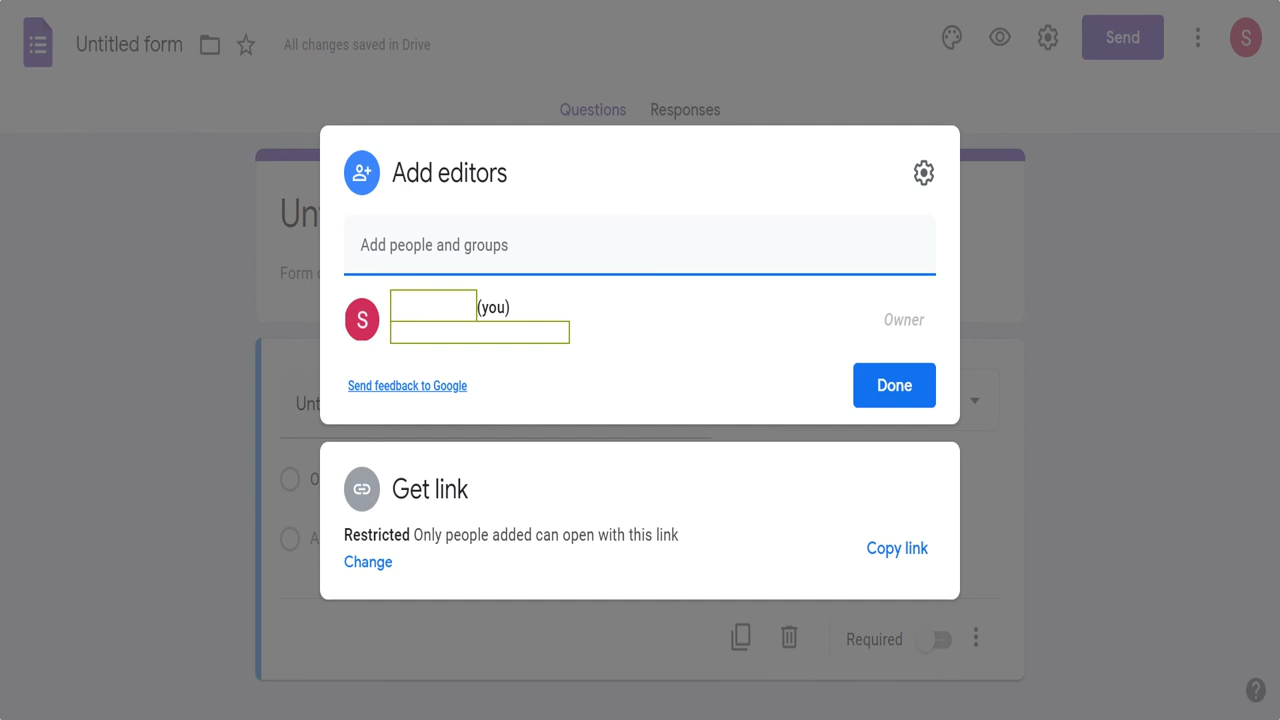 Untitled form
All changes saved in Drive
Send
S
Questions
Responses
Add editors
Add people and groups
S
(you)
Owner
Send feedback to Google
Done
Get link
Restricted Only people added can open with this link
Change
Copy link
Required